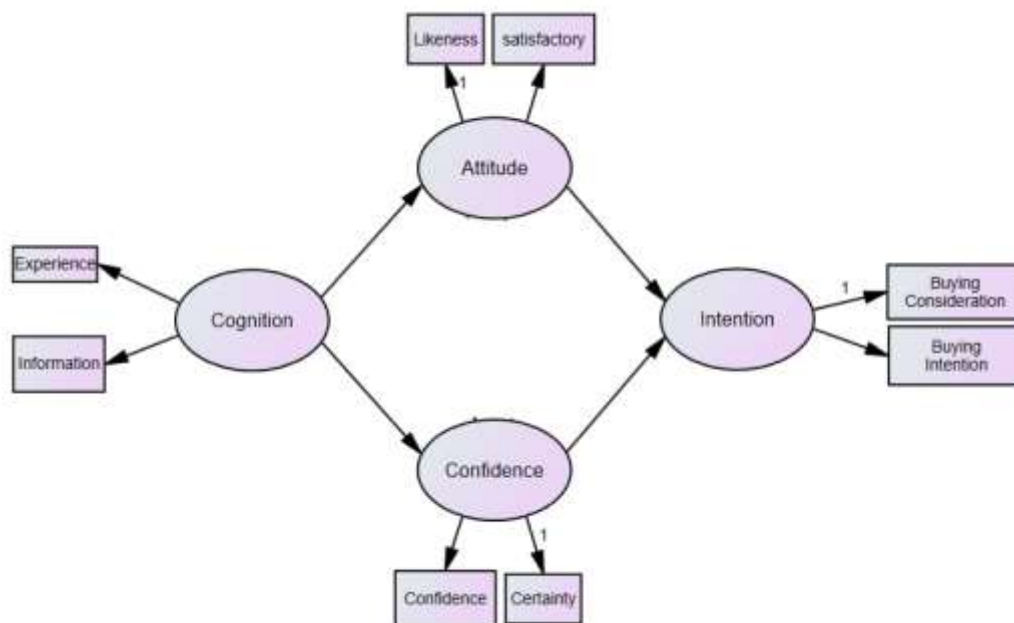 Likeness
satisfactory
1
Attitude
Experience
Cognition
Information
Intention
1
Buying
Consideration
Buying
Intention
Confidence
1
Confidence
Certainty